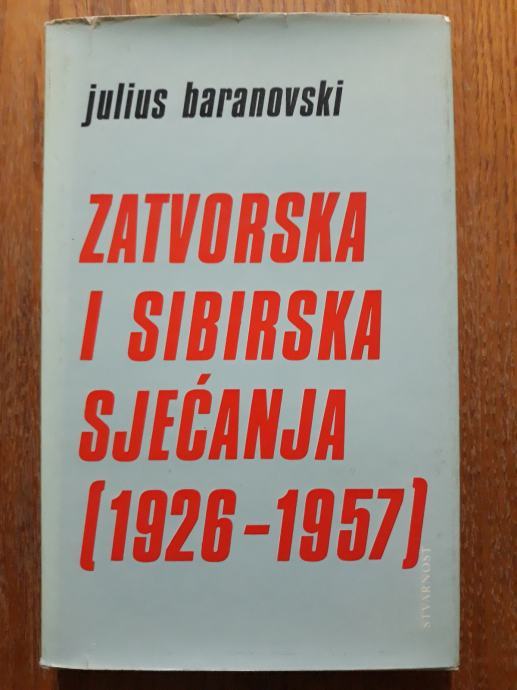 julius baranovski
ZATVORSKA
I SIBIRSKA
SJEĆANJA
(1926-1957)
STVARNOST